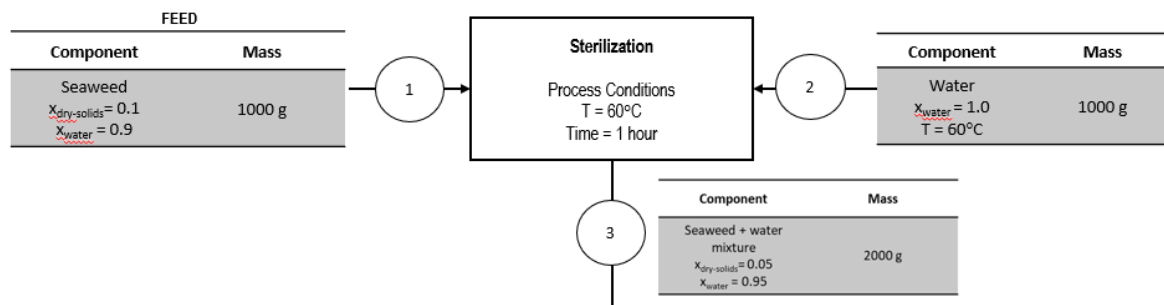 FEED
Component Mass
Seaweed
xdry-solids= 0.1
xwater = 0.9
1000 g
1
Sterilization
Process Conditions
T = 60°C
Time = 1 hour
2
Component Mass
Water
xwater = 1.0
T = 60°C
1000 g
3
Component Mass
Seaweed + water
mixture
xdry-solids= 0.05
xwater = 0.95
2000 g